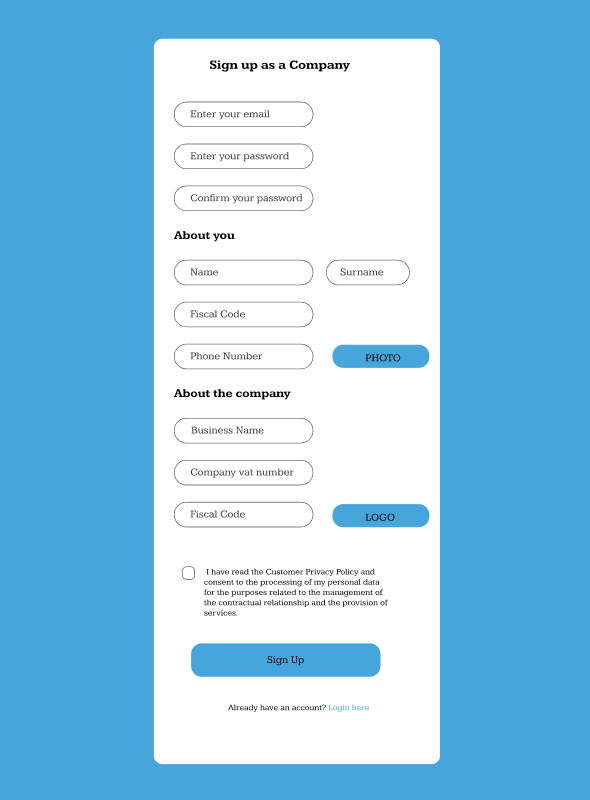 Sign up as a Company
Enter your email
Enter your password
Confirm your password
About you
Name
Surname
Fiscal Code
Phone Number
PHOTO
About the company
Business Name
Company vat number
Fiscal Code
LOGO
I have read the Customer Privacy Policy and
consent to the processing of my personal data
for the purposes related to the management of
the contractual relationship and the provision of
services.
Sign Up
Already have an account? Login here